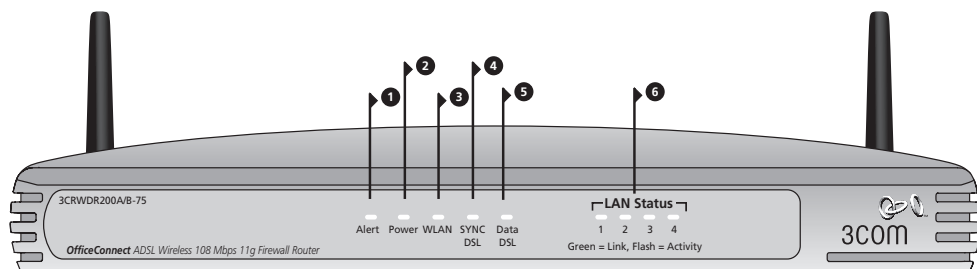 1
2
3
4
5
6
3CRWDR200A/B-75
LAN Status
Alert Power WLAN SYNC DSL Data DSL
1 2 3 4
Green = Link, Flash = Activity
OfficeConnect ADSL Wireless 108 Mbps 11g Firewall Router
3COM